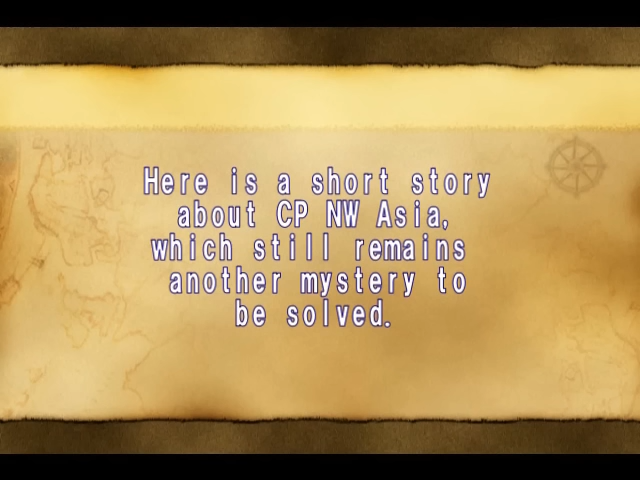 Here is a short story
about CP NW Asia,
which still remains
another mystery to
be solved.